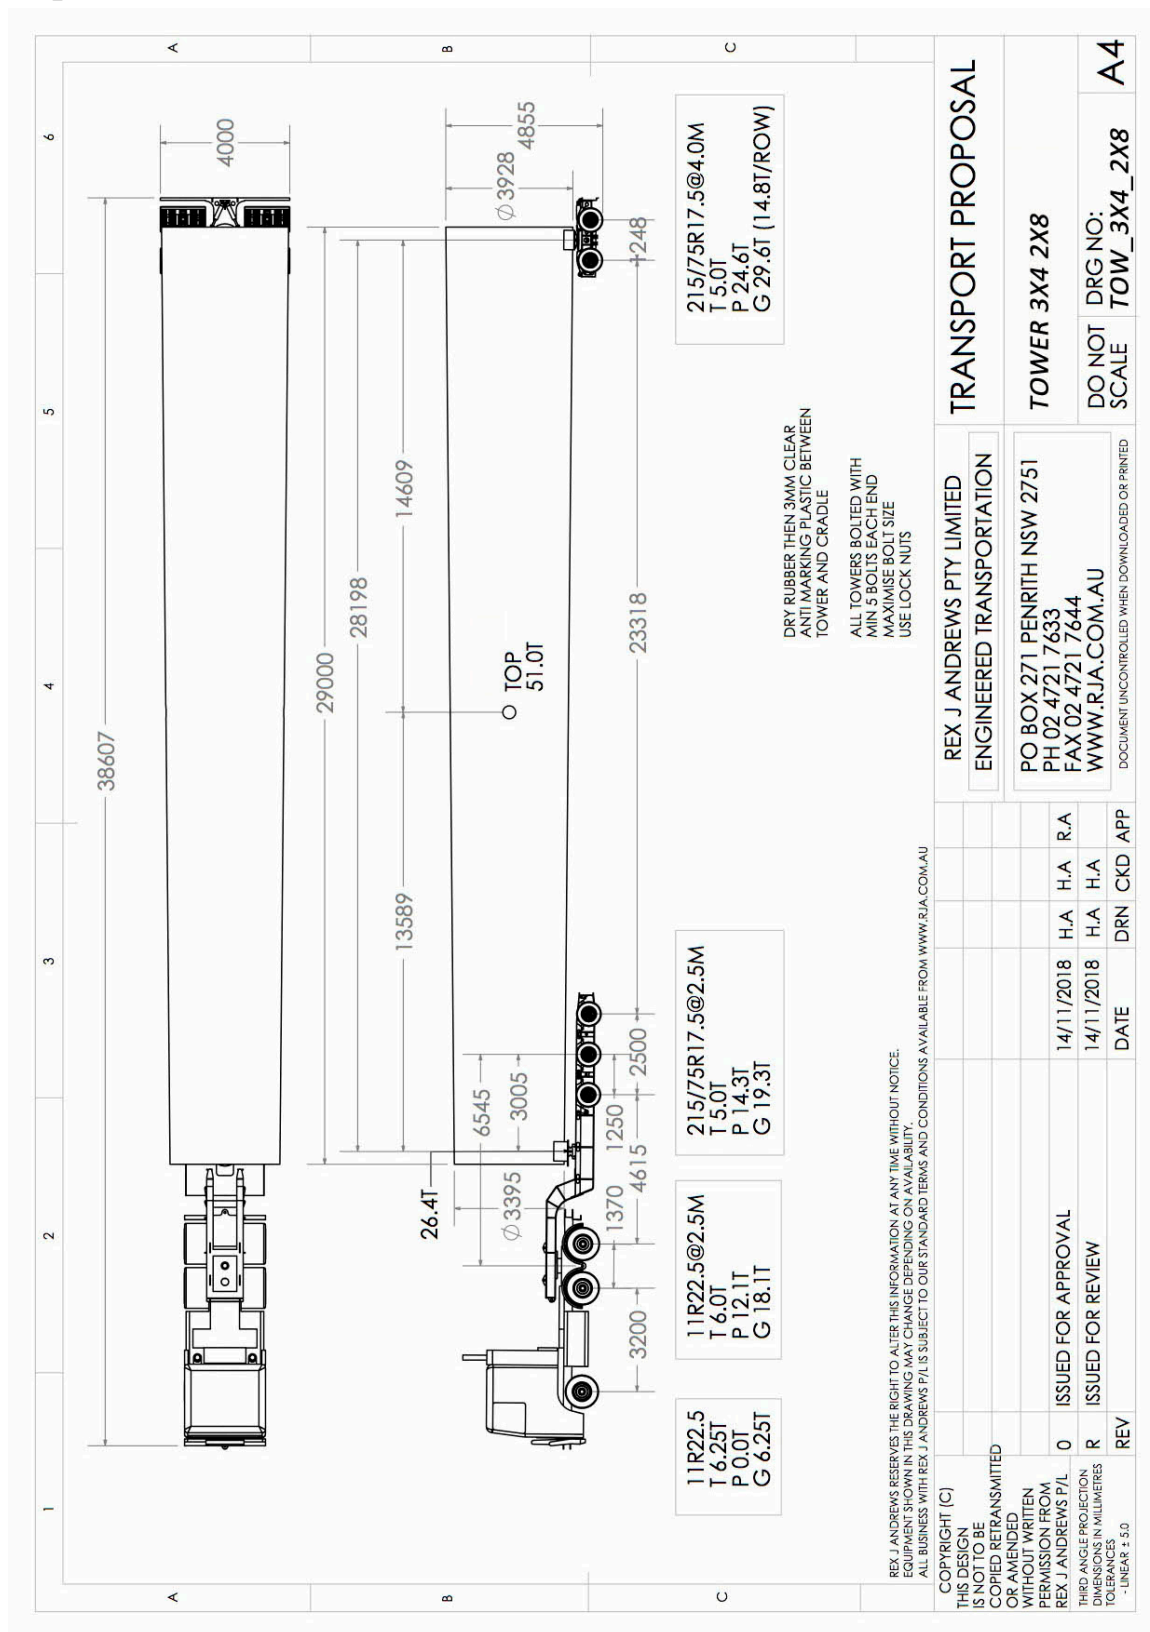 1
2
3
4
5
6
A
B
C
A
B
C
38607
4000
29000
28198
13589
14609
TOP
51.0T
26.4T
6545
3005
∅3395
∅3928
4855
3200
1370
4615
1250
2500
23318
1248
11R22.5
T 6.25T
P 0.0T
G 6.25T
11R22.5@2.5M
T 6.0T
P 12.1T
G 18.1T
215/75R17.5@2.5M
T 5.0T
P 14.3T
G 19.3T
215/75R17.5@4.0M
T 5.0T
P 24.6T
G 29.6T (14.8T/ROW)
DRY RUBBER THEN 3MM CLEAR
ANTI MARKING PLASTIC BETWEEN
TOWER AND CRADLE
ALL TOWERS BOLTED WITH
MIN 5 BOLTS EACH END
MAXIMISE BOLT SIZE
USE LOCK NUTS
REX J ANDREWS RESERVES THE RIGHT TO ALTER THIS INFORMATION AT ANY TIME WITHOUT NOTICE.
EQUIPMENT SHOWN IN THIS DRAWING MAY CHANGE DEPENDING ON AVAILABILITY.
ALL BUSINESS WITH REX J ANDREWS P/L IS SUBJECT TO OUR STANDARD TERMS AND CONDITIONS AVAILABLE FROM WWW.RJA.COM.AU
COPYRIGHT (C)
THIS DESIGN
IS NOT TO BE
COPIED RETRANSMITTED
OR AMENDED
WITHOUT WRITTEN
PERMISSION FROM
REX J ANDREWS P/L
THIRD ANGLE PROJECTION
DIMENSIONS IN MILLIMETRES
TOLERANCES
- LINEAR ± 5.0
0 ISSUED FOR APPROVAL 14/11/2018 H.A H.A R.A
R ISSUED FOR REVIEW 14/11/2018 H.A H.A
REV DATE DRN CKD APP
REX J ANDREWS PTY LIMITED
ENGINEERED TRANSPORTATION
PO BOX 271 PENRITH NSW 2751
PH 02 4721 7633
FAX 02 4721 7644
WWW.RJA.COM.AU
DOCUMENT UNCONTROLLED WHEN DOWNLOADED OR PRINTED
TRANSPORT PROPOSAL
TOWER 3X4 2X8
DO NOT
SCALE
DRG NO:
TOW_3X4_2X8
A4